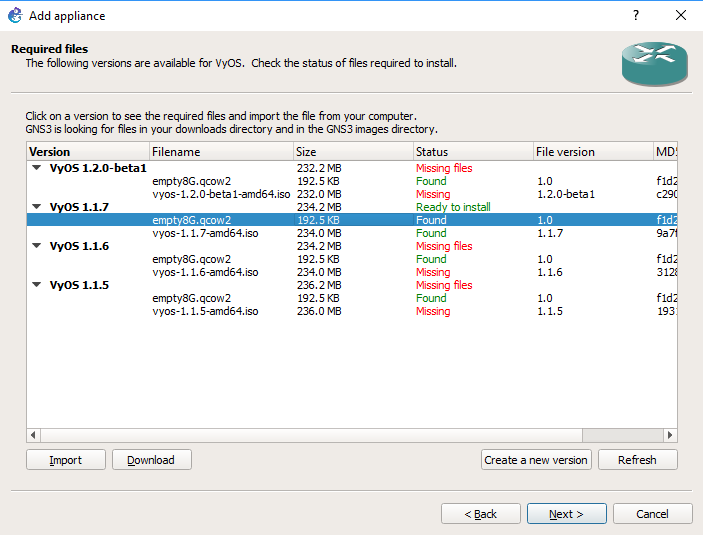 Add appliance
Required files
The following versions are available for VyOS. Check the status of files required to install.
Click on a version to see the required files and import the file from your computer.
GNS3 is looking for files in your downloads directory and in the GNS3 images directory.
Version Filename Size Status File version MD5
VyOS 1.2.0-beta1 232.2 MB Missing files
empty8G.qcow2 192.5 KB Found 1.0 f1d2
vyos-1.2.0-beta1-amd64.iso 232.0 MB Missing 1.2.0-beta1 c290
VyOS 1.1.7 234.2 MB Ready to install
empty8G.qcow2 192.5 KB Found 1.0 f1d2
vyos-1.1.7-amd64.iso 234.0 MB Found 1.1.7 9a7f
VyOS 1.1.6 234.2 MB Missing files
empty8G.qcow2 192.5 KB Found 1.0 f1d2
vyos-1.1.6-amd64.iso 234.0 MB Missing 1.1.6 3128
VyOS 1.1.5 236.2 MB Missing files
empty8G.qcow2 192.5 KB Found 1.0 f1d2
vyos-1.1.5-amd64.iso 236.0 MB Missing 1.1.5 193
Import Download Create a new version Refresh
< Back Next > Cancel